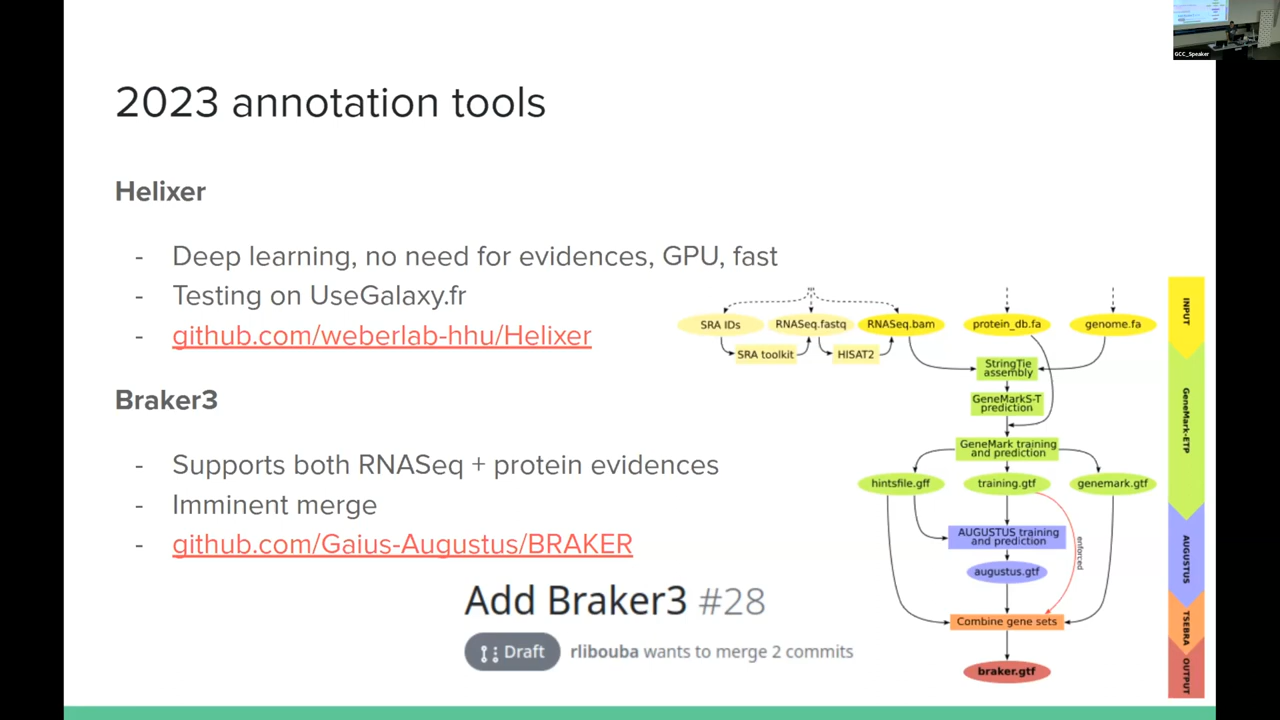 GCC_Speaker
2023 annotation tools
Helixer
- Deep learning, no need for evidences, GPU, fast
- Testing on UseGalaxy.fr
- github.com/weberlab-hhu/Helixer
Braker3
- Supports both RNASeq + protein evidences
- Imminent merge
- github.com/Gaius-Augustus/BRAKER
Add Braker3 #28
Draft
rlibouba wants to merge 2 commits
SRA IDs
RNASeq.fastq
RNASeq.bam
protein_db.fa
genome.fa
SRA toolkit
HISAT2
StringTie
assembly
GeneMarkS-T
prediction
GeneMark training
and prediction
hintsfile.gff
training.gtf
genemark.gtf
AUGUSTUS training
and prediction
enforced
augustus.gtf
Combine gene sets
braker.gtf
INPUT
GeneMark-ETP
AUGUSTUS
TSEBRA
OUTPUT